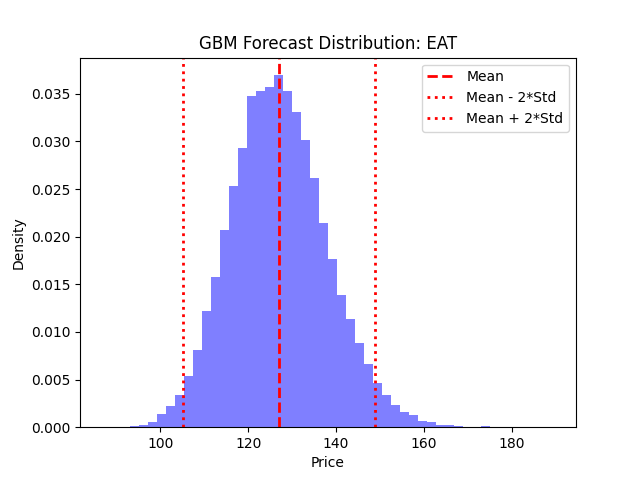 GBM Forecast Distribution: EAT
Mean
Mean - 2*Std
Mean + 2*Std
0.035
0.030
0.025
0.020
0.015
0.010
0.005
0.000
Density
100 120 140 160 180
Price